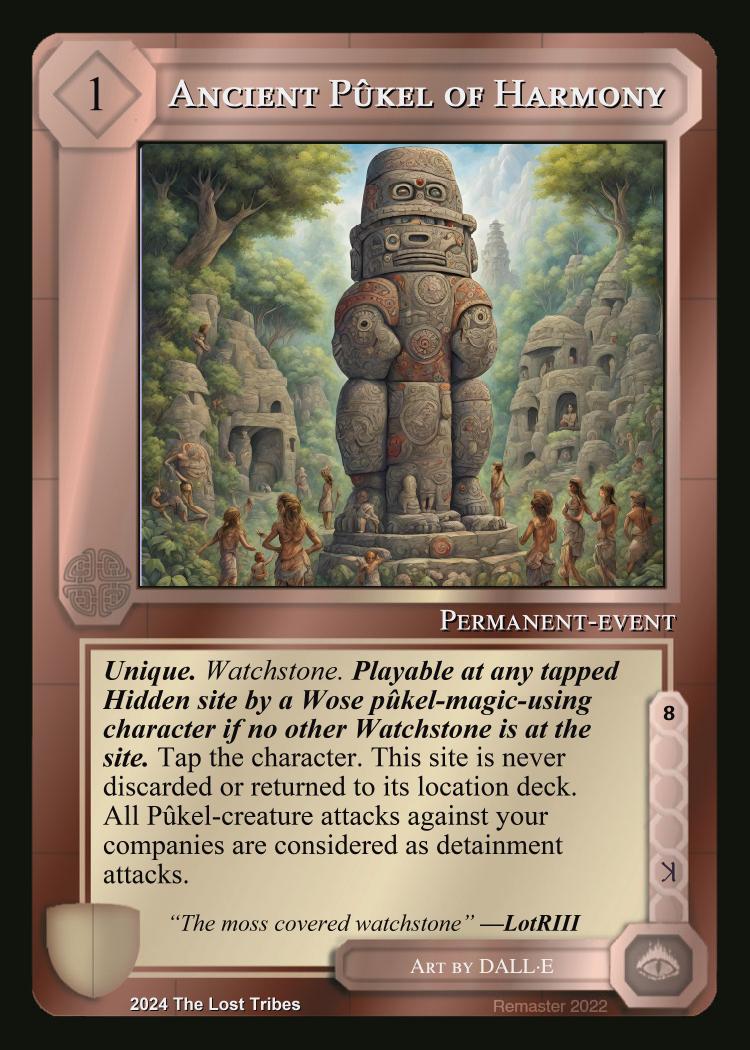 1
Ancient Pûkel of Harmony
Permanent-event
Unique. Watchstone. Playable at any tapped
Hidden site by a Wose pûkel-magic-using
character if no other Watchstone is at the
site. Tap the character. This site is never
discarded or returned to its location deck.
All Pûkel-creature attacks against your
companies are considered as detainment
attacks.
8
“The moss covered watchstone” —LotRIII
Art by DALL·E
2024 The Lost Tribes
Remaster 2022